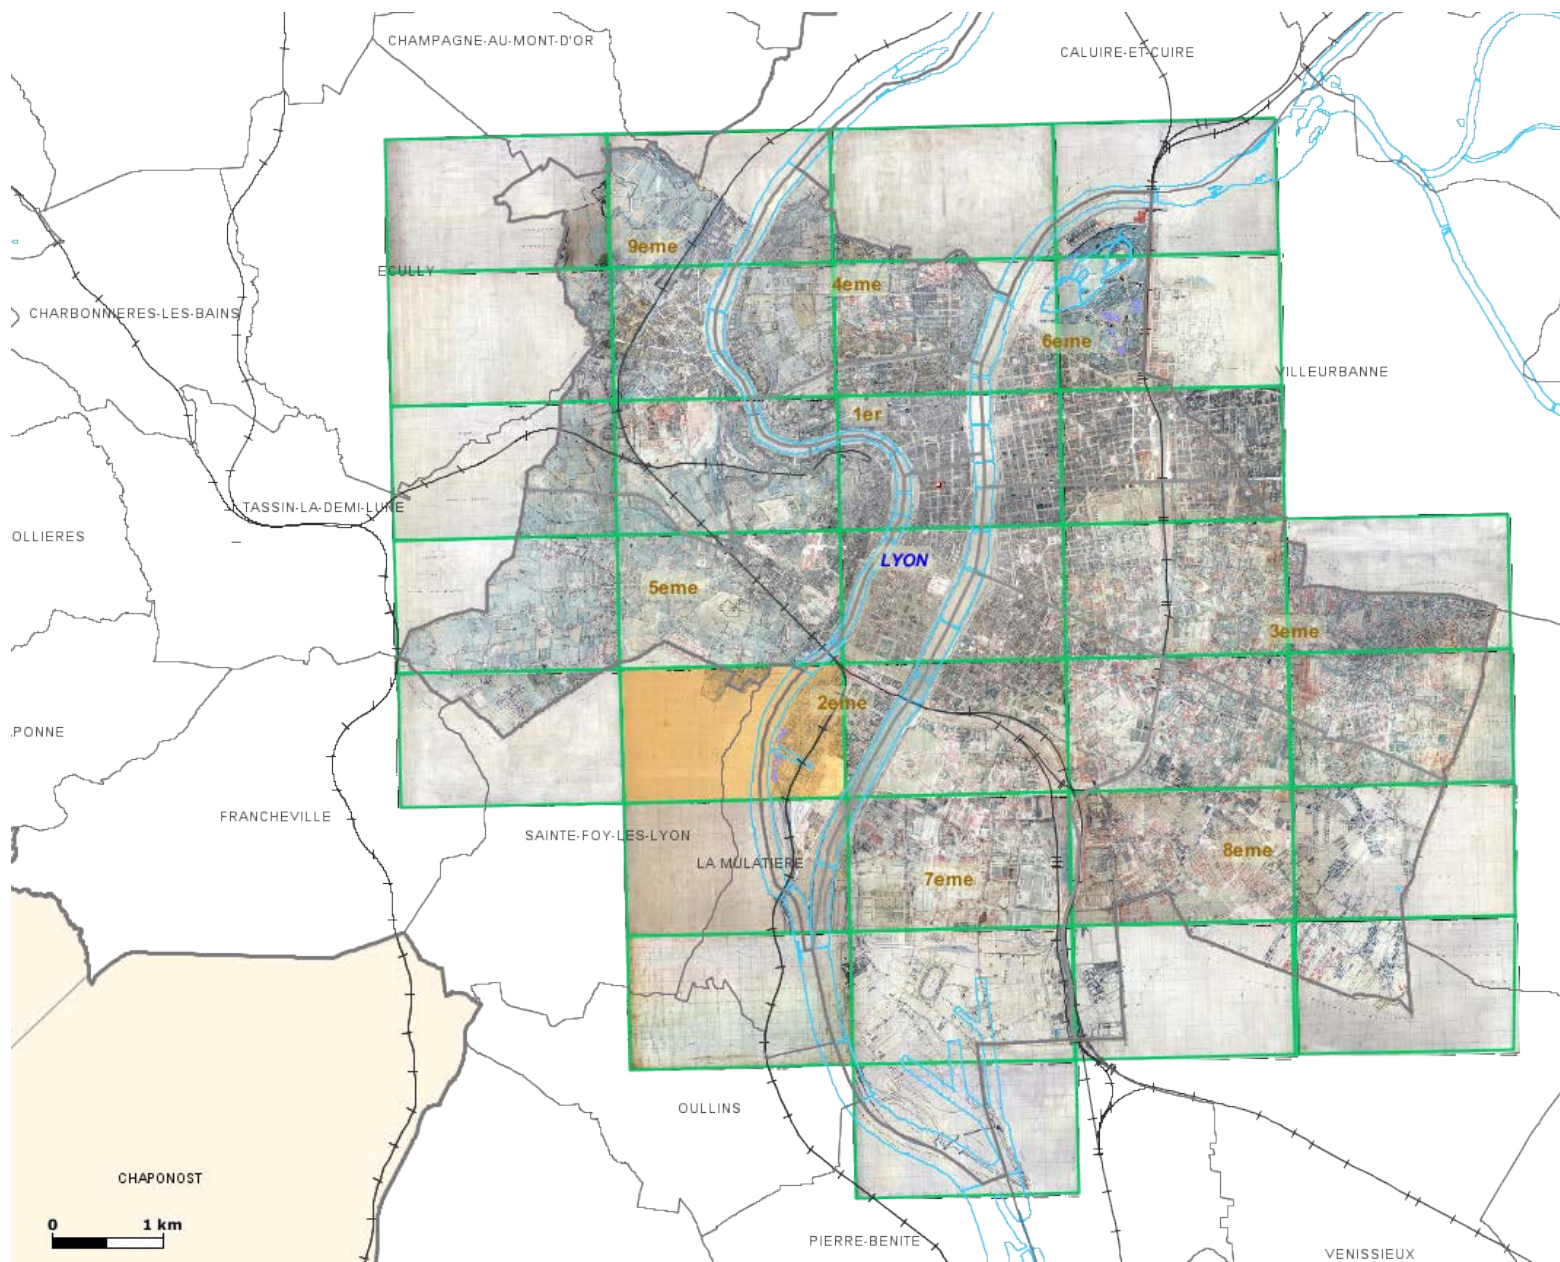 CHAMPAGNE-AU-MONT-D'OR
CALUIRE-ET-CUIRE
9eme
ECULLY
4eme
CHARBONNIERES-LES-BAINS
6eme
VILLEURBANNE
1er
TASSIN-LA-DEMI-LUNE
OLLIERES
LYON
5eme
3eme
2eme
PONNE
FRANCHEVILLE
SAINTE-FOY-LES-LYON
LA MULATIERE
8eme
7eme
OULLINS
CHAPONOST
0 1 km
PIERRE-BENITE
VENISSIEUX